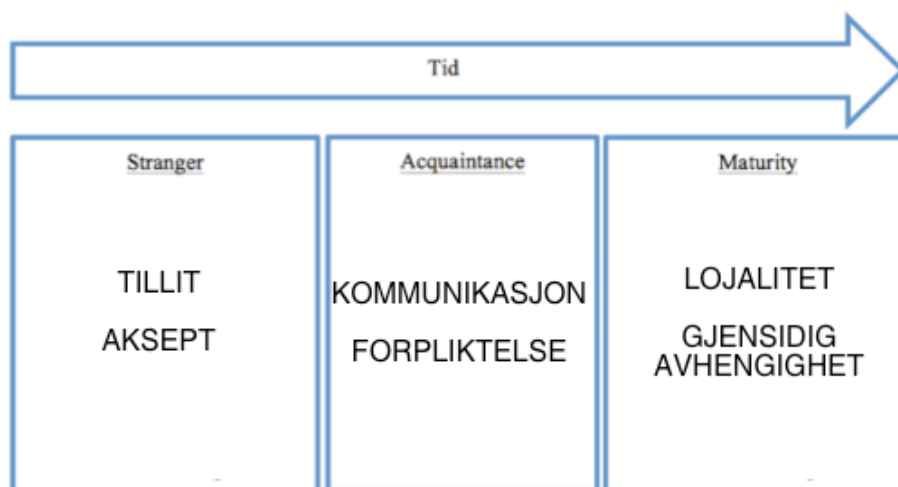 Tid
Stranger
TILLIT
AKSEPT
Acquaintance
KOMMUNIKASJON
FORPLIKTELSE
Maturity
LOJALITET
GJENSIDIG
AVHENGIGHET